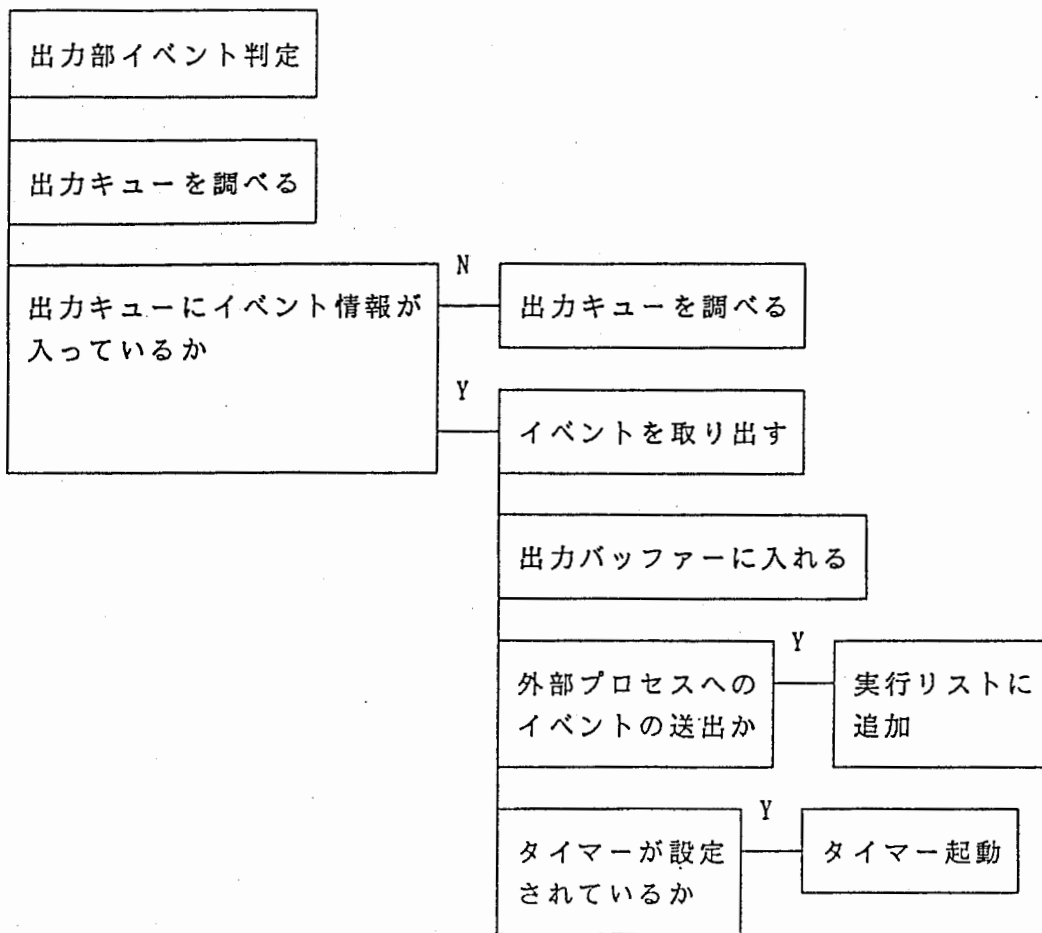 出力部イベント判定
出力キューを調べる
出力キューにイベント情報が
入っているか
N
出力キューを調べる
Y
イベントを取り出す
出力バッファーに入れる
外部プロセスへの
イベントの送出か
Y
実行リストに
追加
タイマーが設定
されているか
Y
タイマー起動